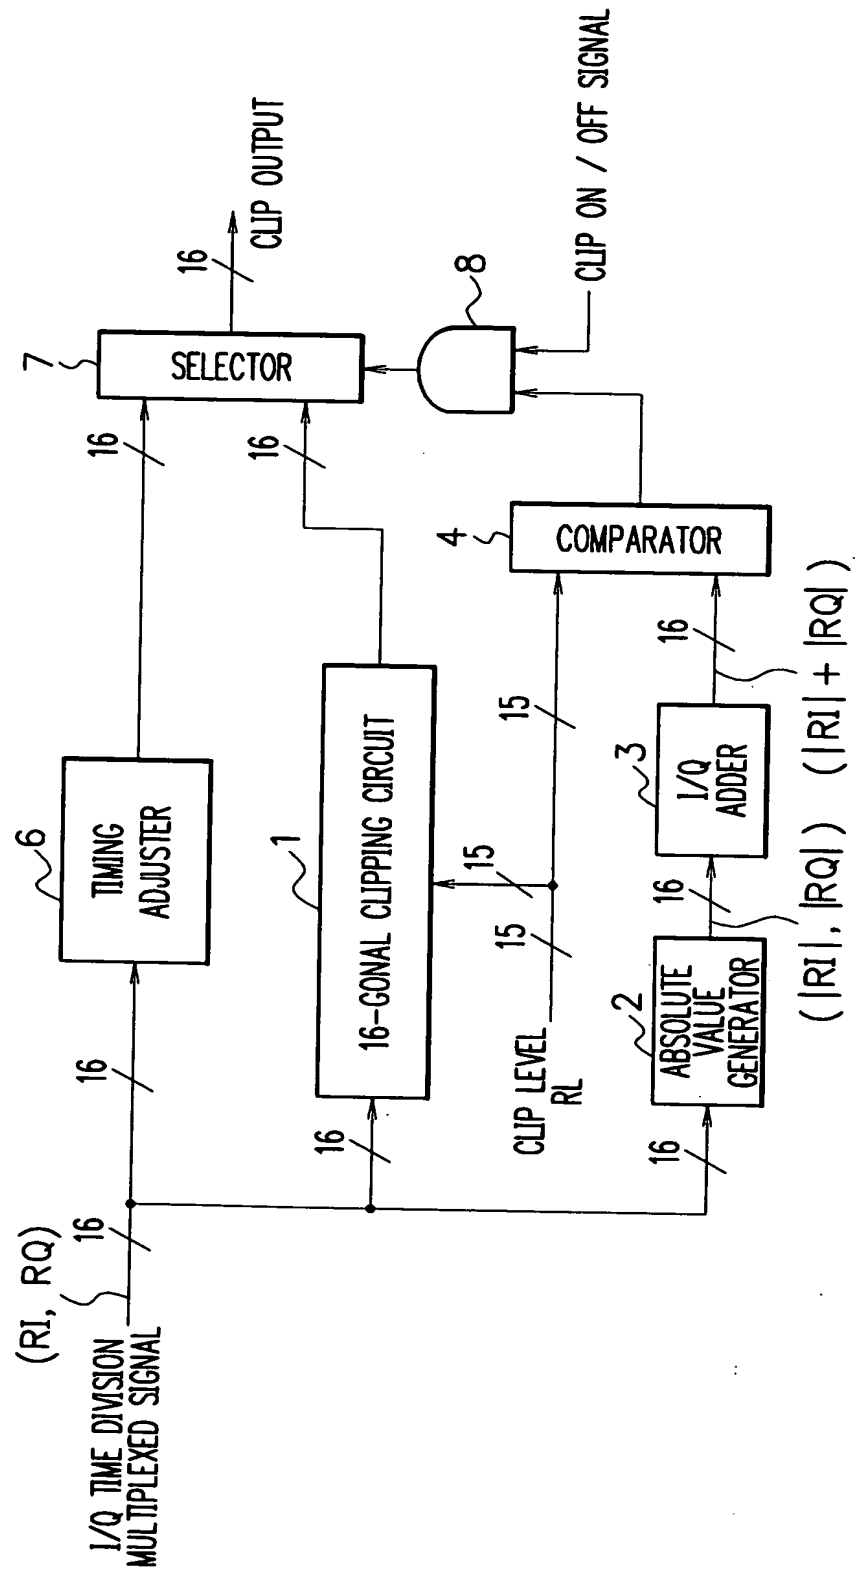 (RI, RQ)
I/Q TIME DIVISION
MULTIPLEXED SIGNAL
16
16
6
TIMING
ADJUSTER
16
7
SELECTOR
16
CLIP OUTPUT
16
1
16-GONAL CLIPPING CIRCUIT
16
15
CLIP LEVEL
RL
15
15
4
COMPARATOR
8
CLIP ON / OFF SIGNAL
16
2
ABSOLUTE
VALUE
GENERATOR
16
(|RI|, |RQ|)
3
I/Q
ADDER
16
(|RI| + |RQ|)